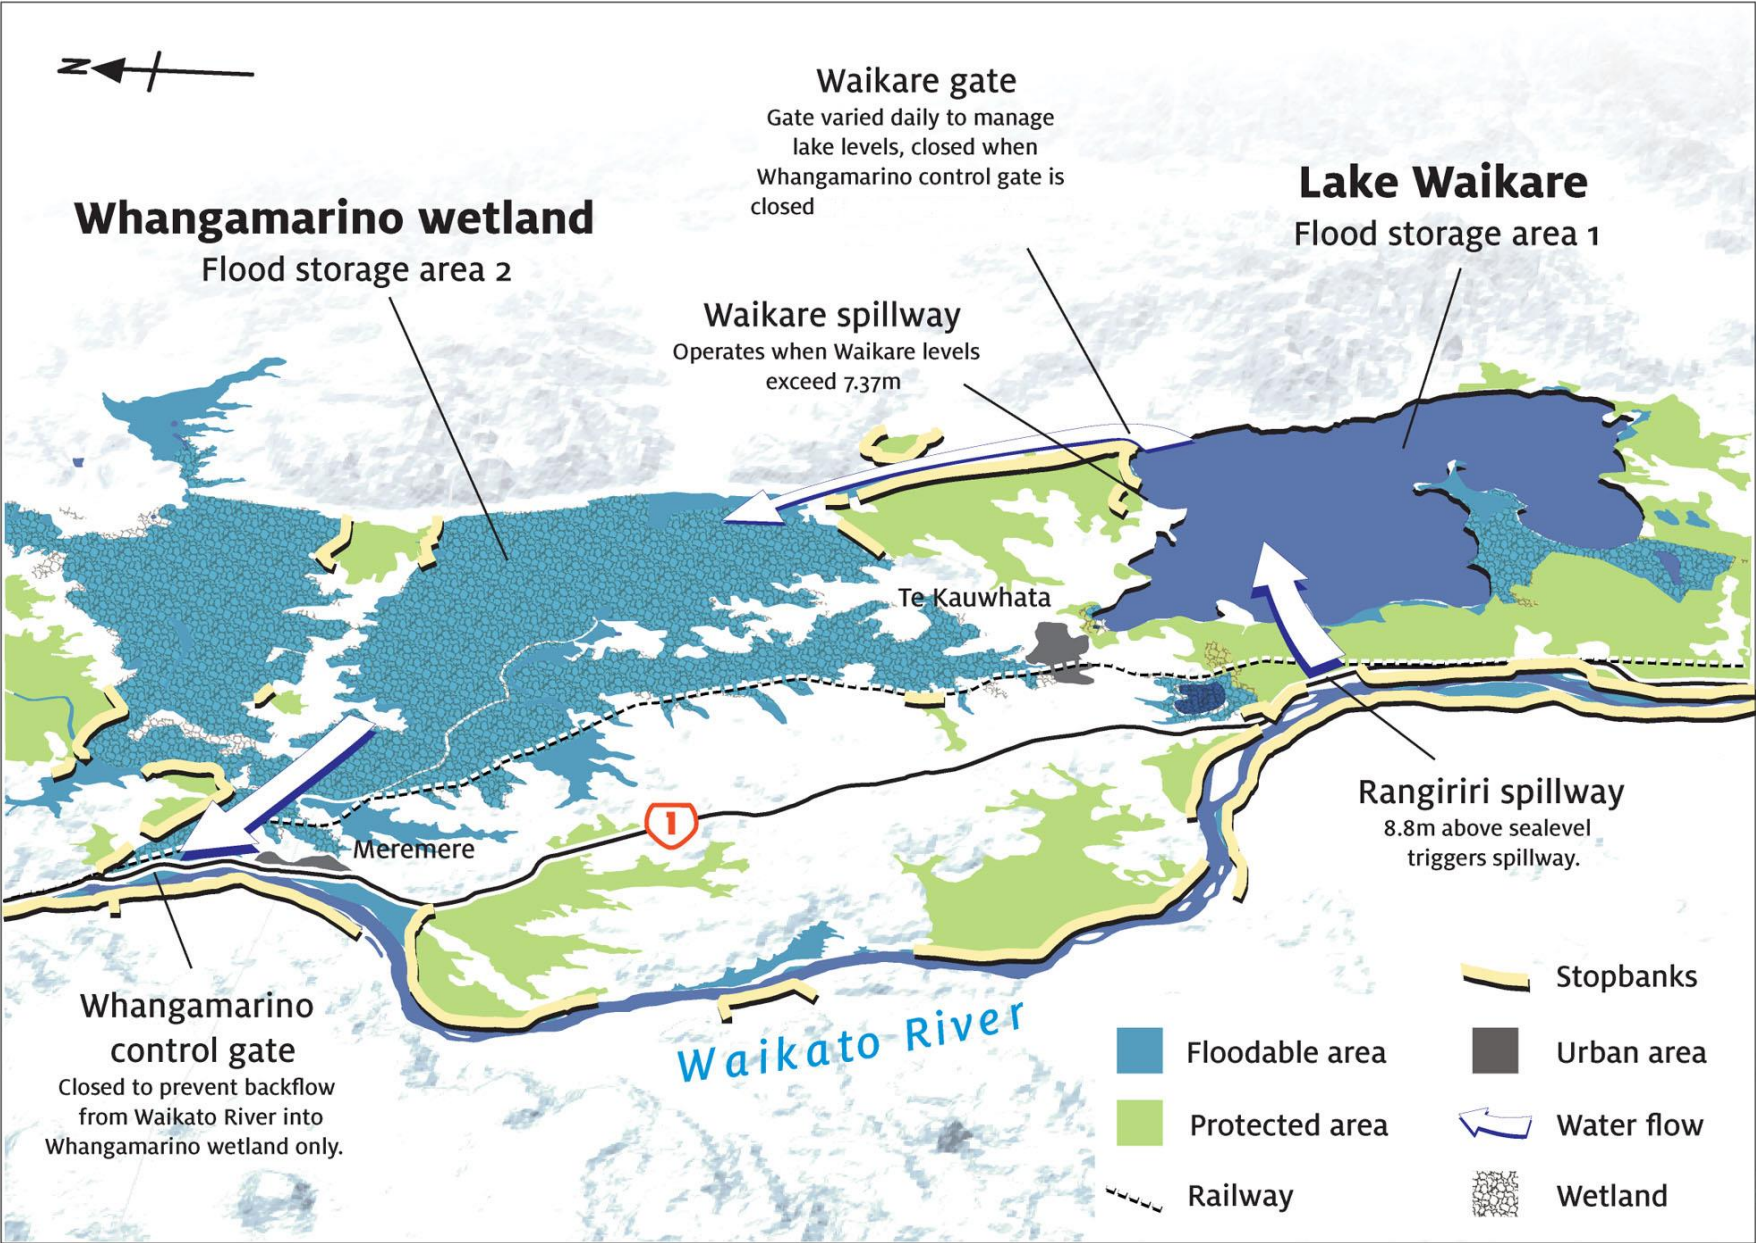 N
Waikare gate
Gate varied daily to manage
lake levels, closed when
Whangamarino control gate is
closed
Lake Waikare
Flood storage area 1
Whangamarino wetland
Flood storage area 2
Waikare spillway
Operates when Waikare levels
exceed 7.37m
Te Kauwhata
1
Meremere
Rangiriri spillway
8.8m above sealevel
triggers spillway.
Whangamarino
control gate
Closed to prevent backflow
from Waikato River into
Whangamarino wetland only.
Waikato River
Stopbanks
Floodable area
Urban area
Protected area
Water flow
Railway
Wetland